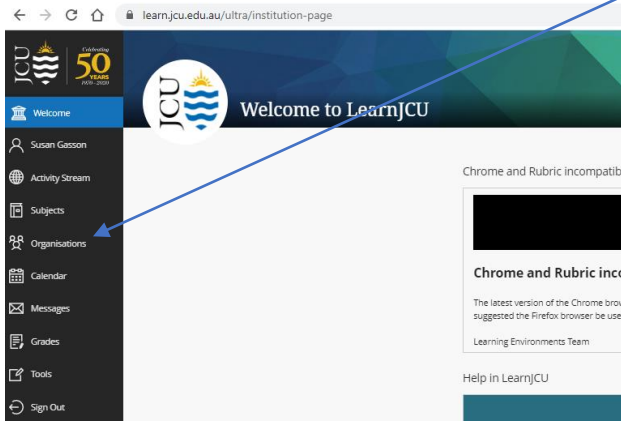 learn.jcu.edu.au/ultra/institution-page
JCU
Celebrating
50
YEARS
1970 - 2020
JCU
Welcome to LearnJCU
Welcome
Susan Gasson
Activity Stream
Subjects
Organisations
Calendar
Messages
Grades
Tools
Sign Out
Chrome and Rubric incompatib
Chrome and Rubric inco
The latest version of the Chrome brow
suggested the Firefox browser be use
Learning Environments Team
Help in LearnJCU